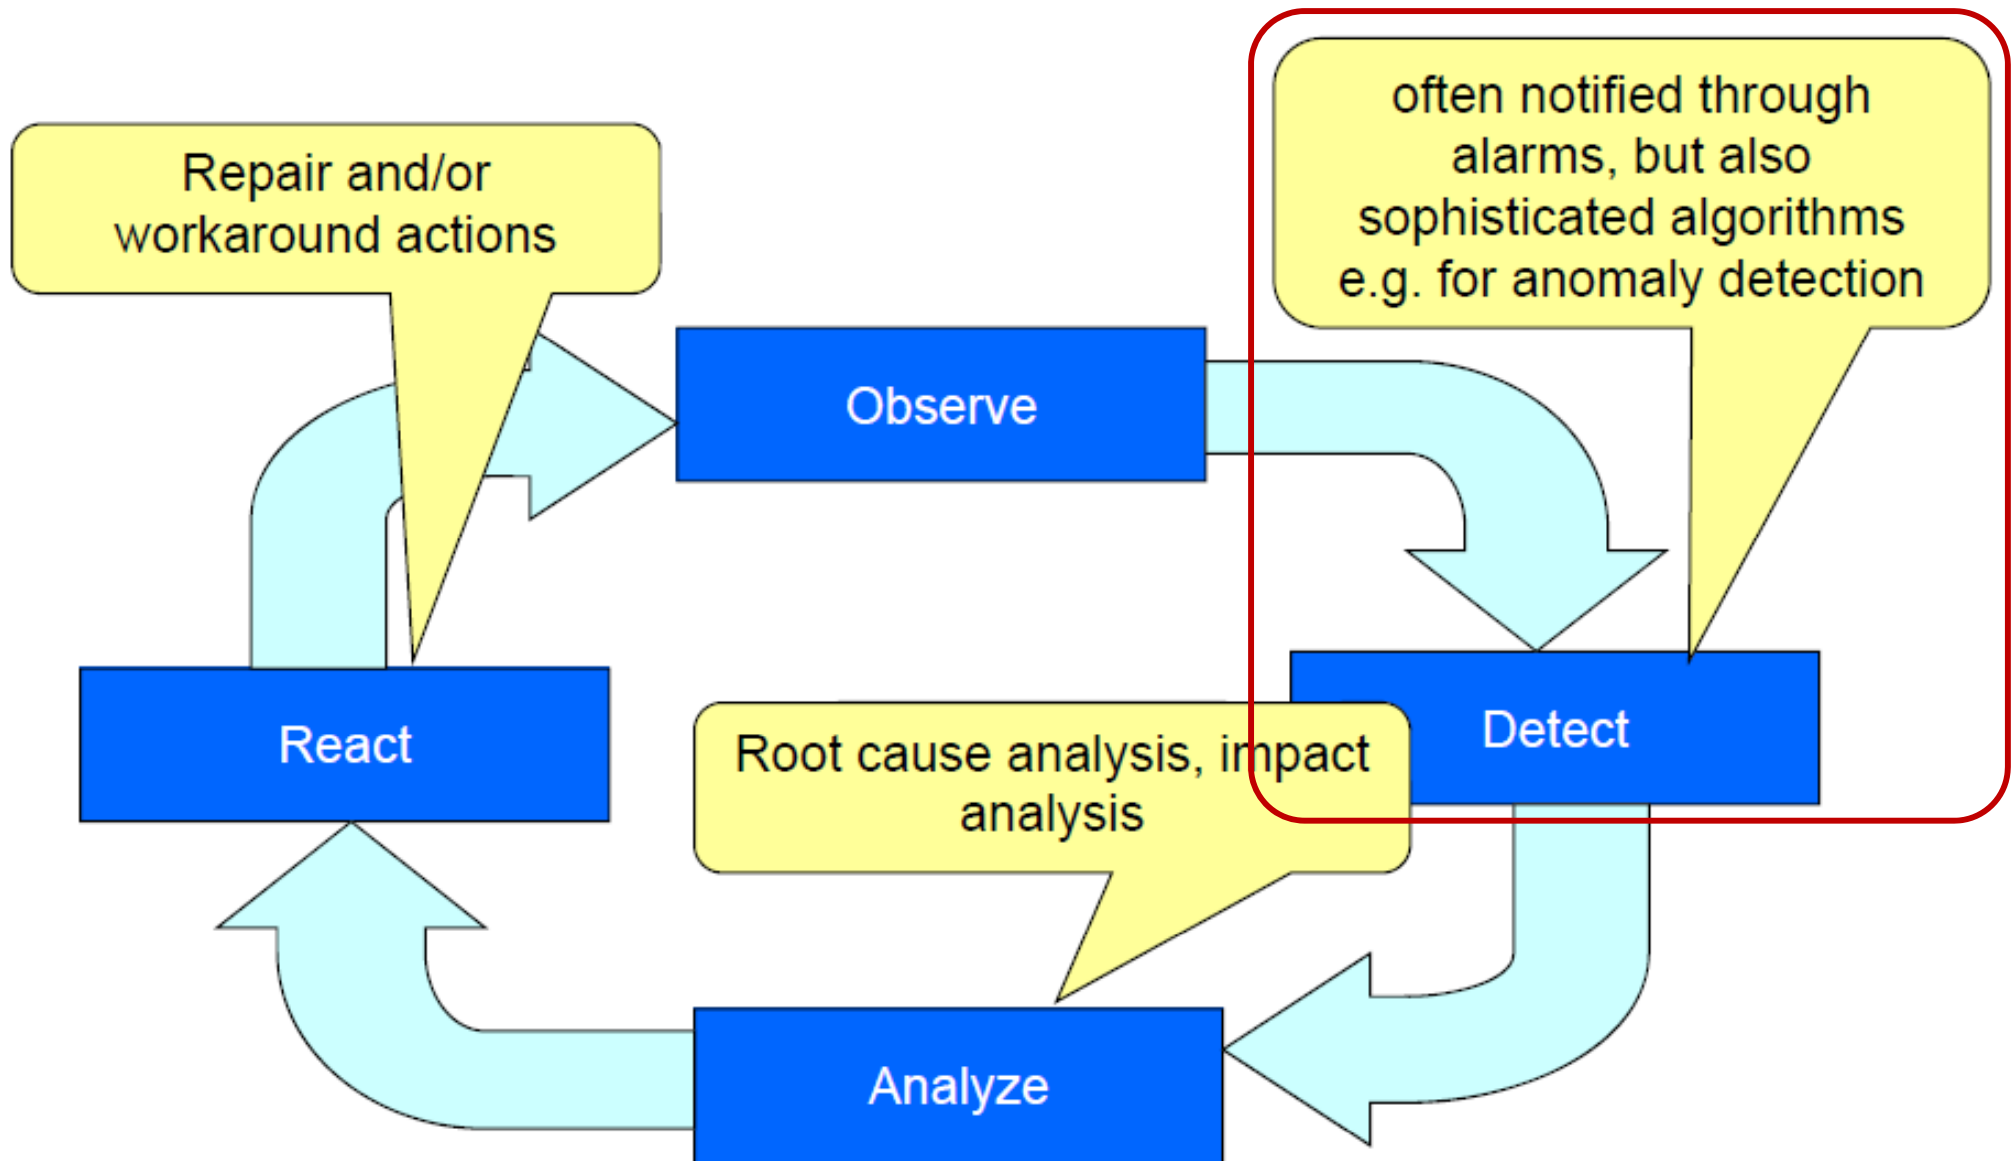 often notified through
alarms, but also
sophisticated algorithms
e.g. for anomaly detection
Repair and/or
workaround actions
Observe
React
Root cause analysis, impact
analysis
Detect
Analyze